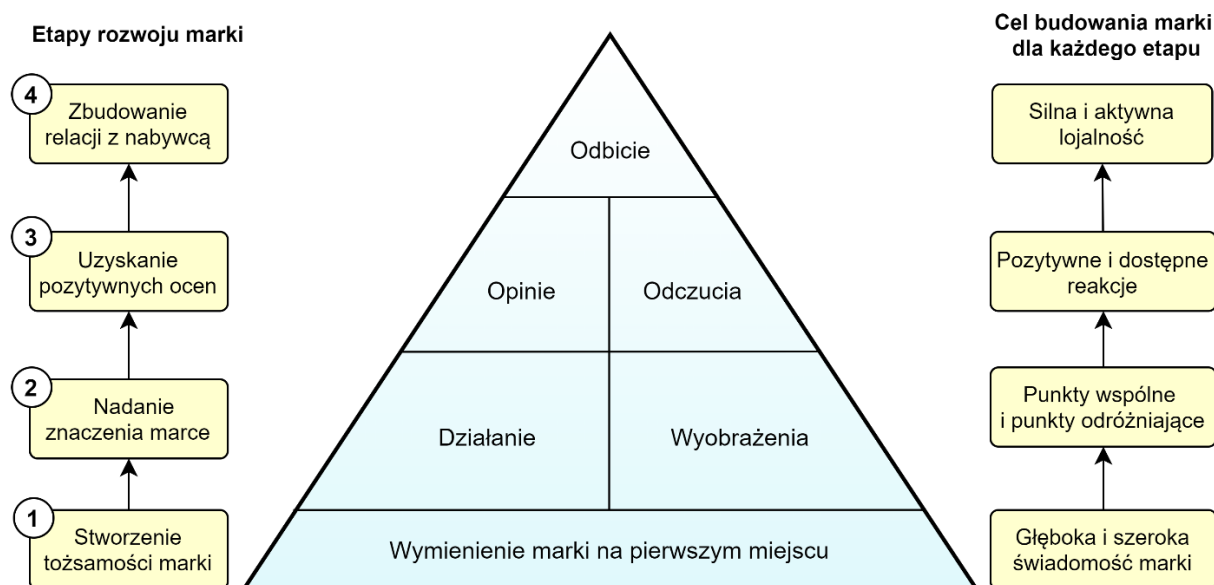 Etapy rozwoju marki
4
Zbudowanie
relacji z nabywcą
3
Uzyskanie
pozytywnych ocen
2
Nadanie
znaczenia marce
1
Stworzenie
tożsamości marki
Odbicie
Opinie
Odczucia
Działanie
Wyobrażenia
Wymienienie marki na pierwszym miejscu
Cel budowania marki
dla każdego etapu
Silna i aktywna
lojalność
Pozytywne i dostępne
reakcje
Punkty wspólne
i punkty odróżniające
Głęboka i szeroka
świadomość marki